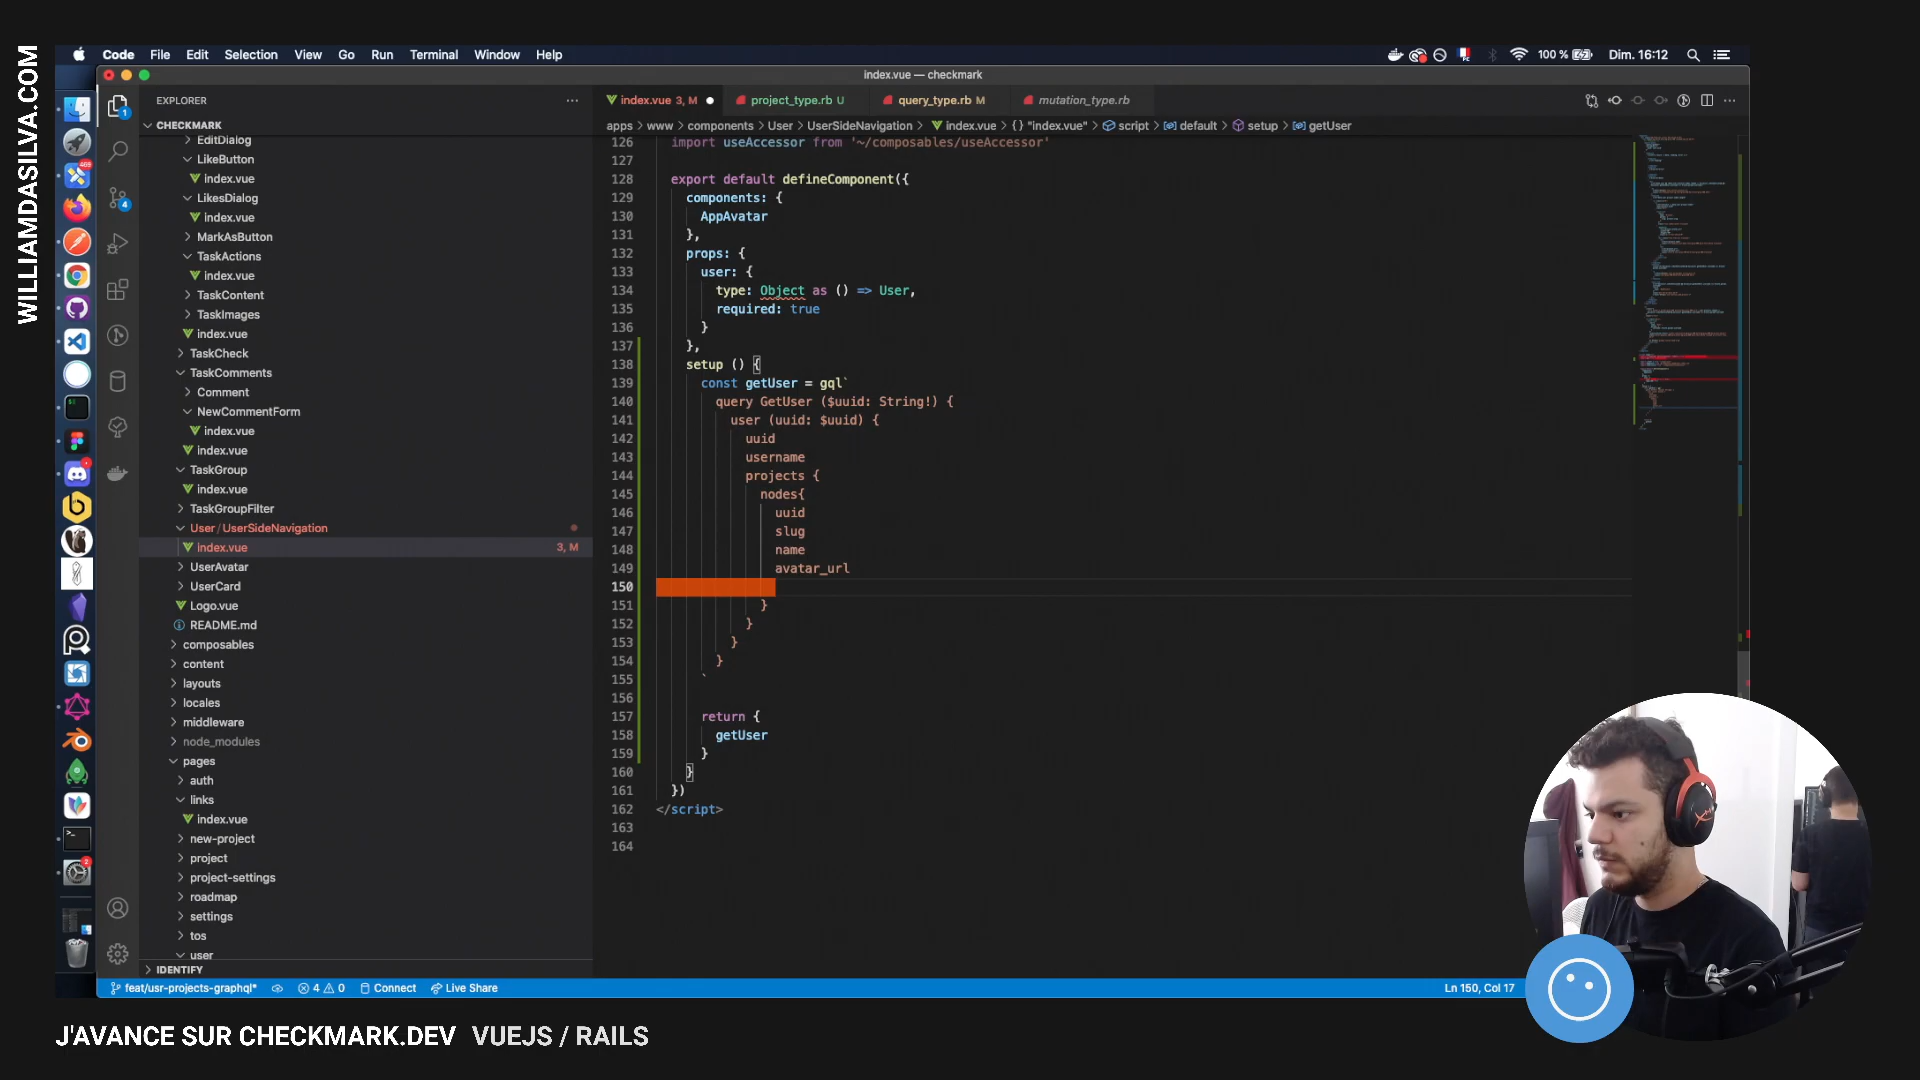 WILLIAMDASILVA.COM
Code File Edit Selection View Go Run Terminal Window Help
100 % Dim. 16:12
index.vue — checkmark
EXPLORER
CHECKMARK
EditDialog
LikeButton
index.vue
LikesDialog
index.vue
MarkAsButton
TaskActions
index.vue
TaskContent
TaskImages
index.vue
TaskCheck
TaskComments
Comment
NewCommentForm
index.vue
index.vue
TaskGroup
index.vue
TaskGroupFilter
User / UserSideNavigation
index.vue 3, M
UserAvatar
UserCard
Logo.vue
README.md
composables
content
layouts
locales
middleware
node_modules
pages
auth
links
index.vue
new-project
project
project-settings
roadmap
settings
tos
user
IDENTIFY
index.vue 3, M project_type.rb U query_type.rb M mutation_type.rb
apps > www > components > User > UserSideNavigation > index.vue > {} "index.vue" > script > default > setup > getUser
126 import useAccessor from '~/composables/useAccessor'
127
128 export default defineComponent({
129 components: {
130 AppAvatar
131 },
132 props: {
133 user: {
134 type: Object as () => User,
135 required: true
136 }
137 },
138 setup () {
139 const getUser = gql`
140 query GetUser ($uuid: String!) {
141 user (uuid: $uuid) {
142 uuid
143 username
144 projects {
145 nodes{
146 uuid
147 slug
148 name
149 avatar_url
150
151 }
152 }
153 }
154 }
155 `
156
157 return {
158 getUser
159 }
160 }
161 })
162 </script>
163
164
feat/usr-projects-graphql* 4 0 Connect Live Share Ln 150, Col 17
J'AVANCE SUR CHECKMARK.DEV VUEJS / RAILS